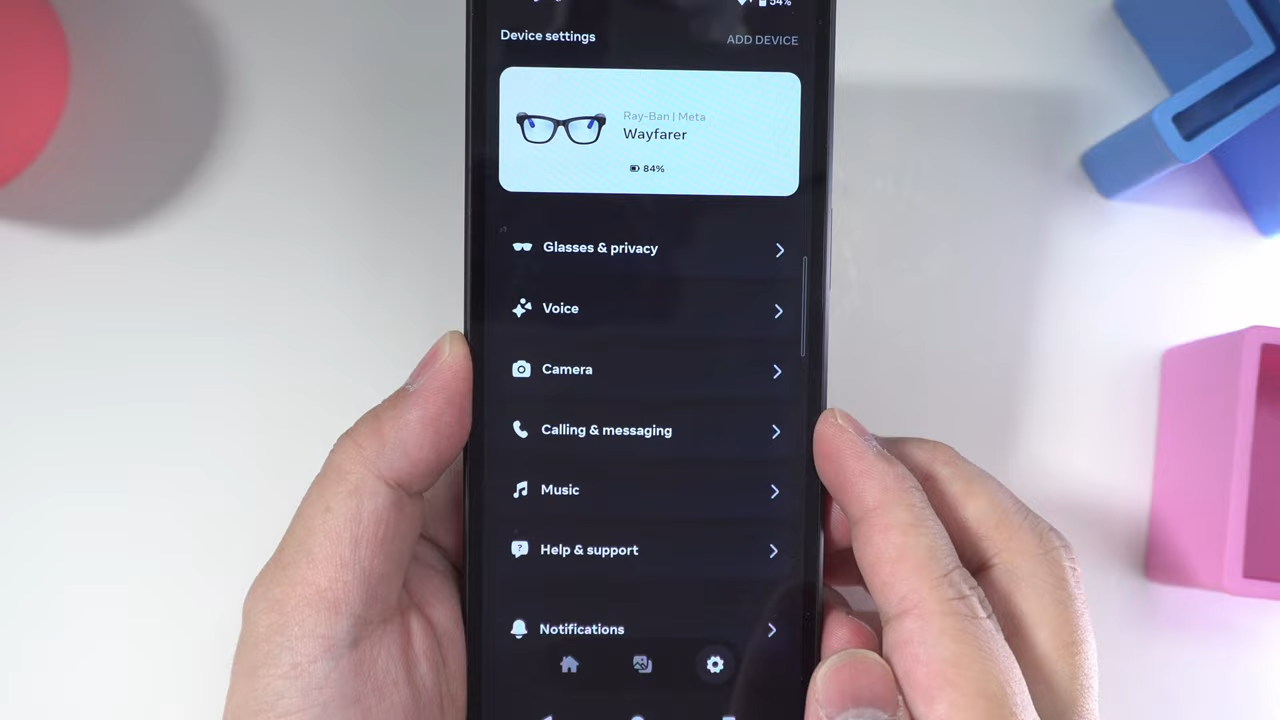 54%
Device settings
ADD DEVICE
Ray-Ban | Meta
Wayfarer
84%
Glasses & privacy
Voice
Camera
Calling & messaging
Music
Help & support
Notifications